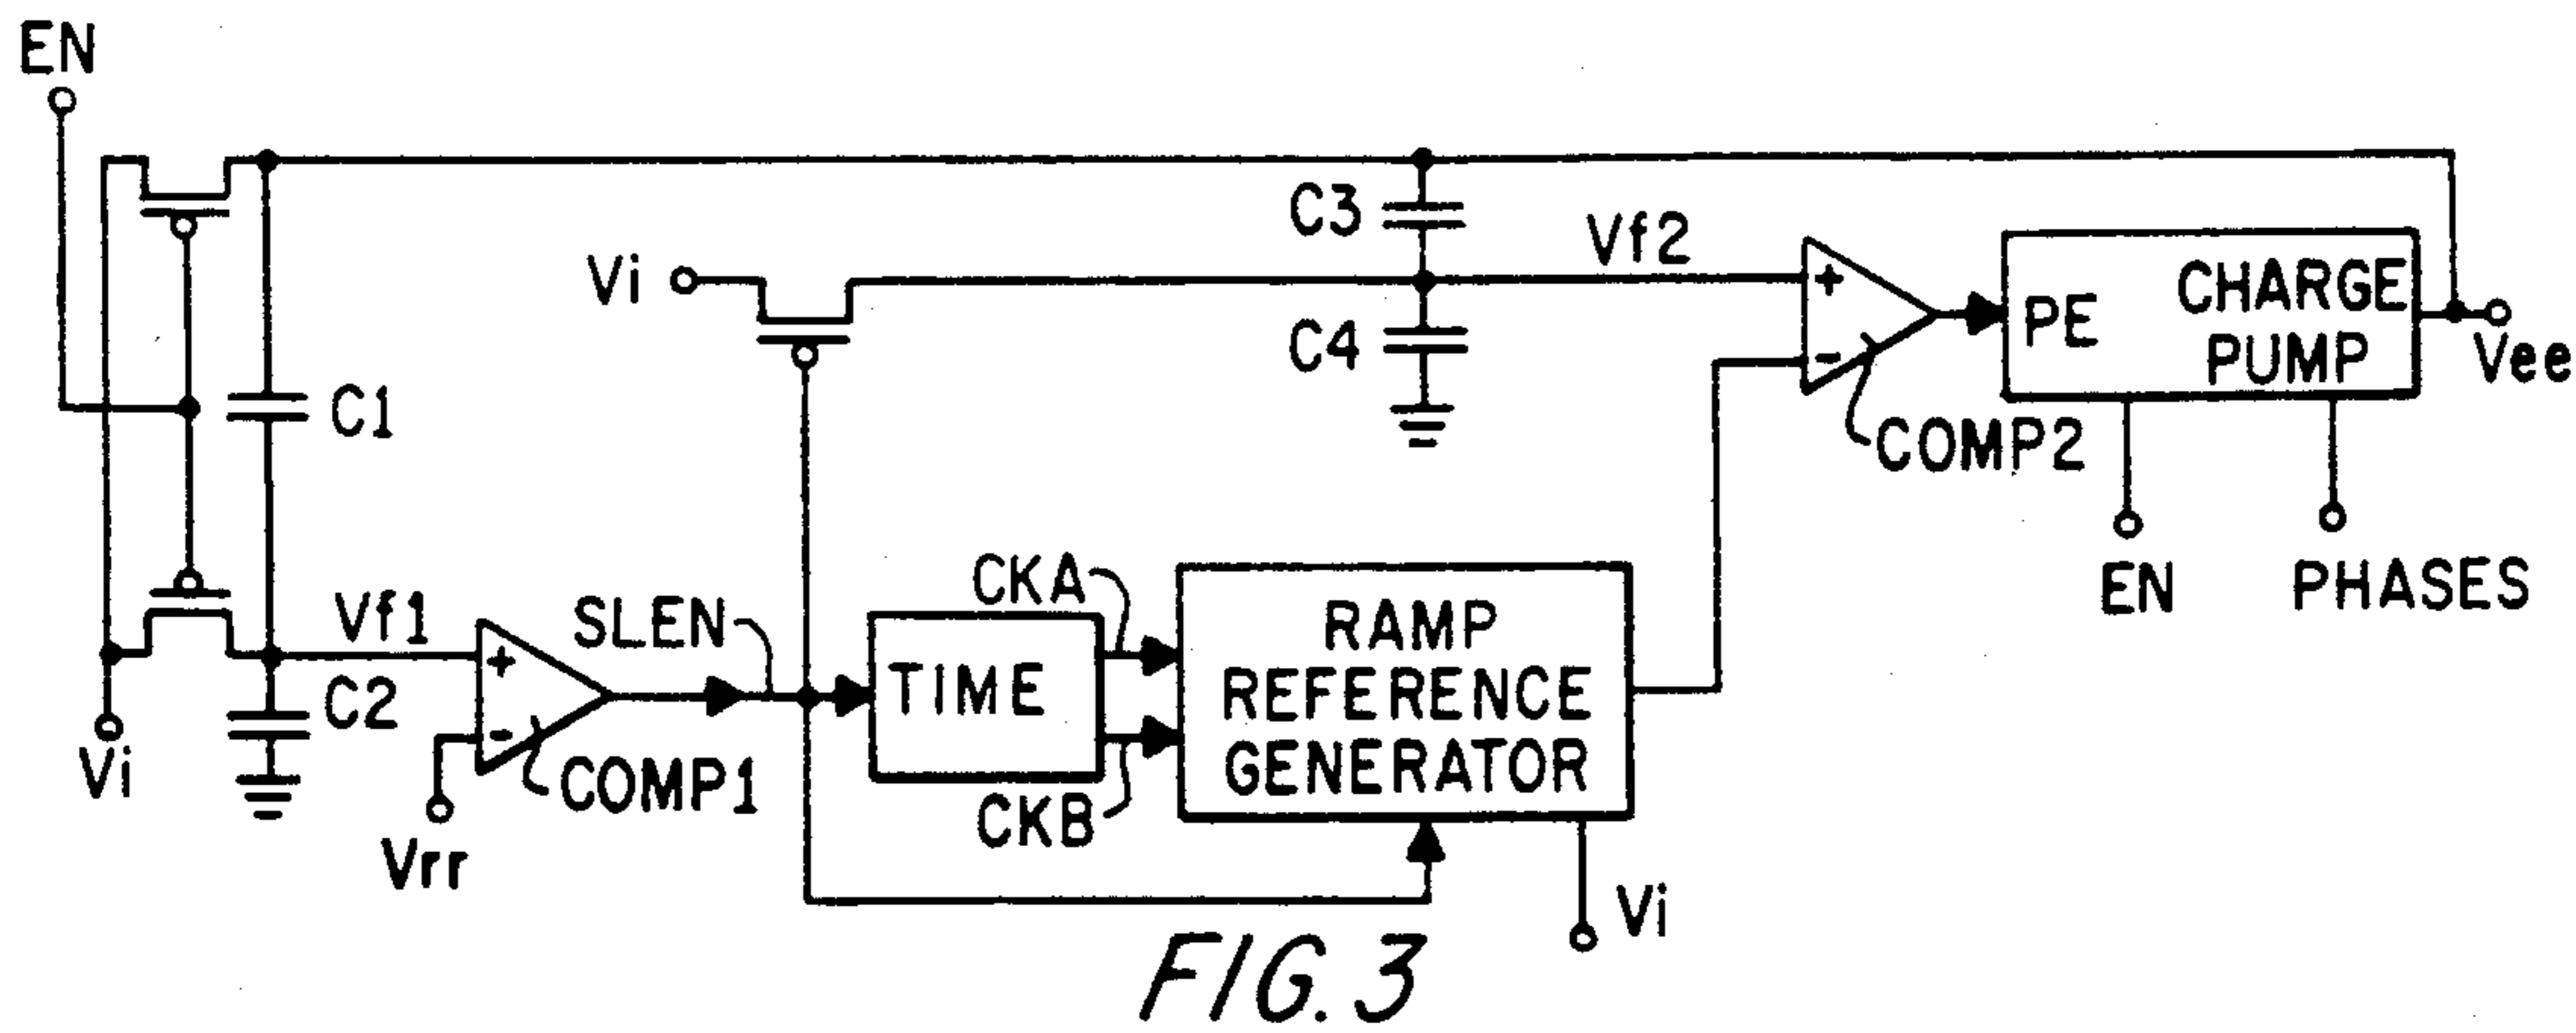 EN
C3
Vf2
Vi
+
-
PE
CHARGE
PUMP
Vee
C4
C1
COMP2
EN
PHASES
CKA
SLEN
Vf1
+
-
C2
TIME
RAMP
REFERENCE
GENERATOR
Vi
COMP1
CKB
Vrr
Vi
FIG. 3